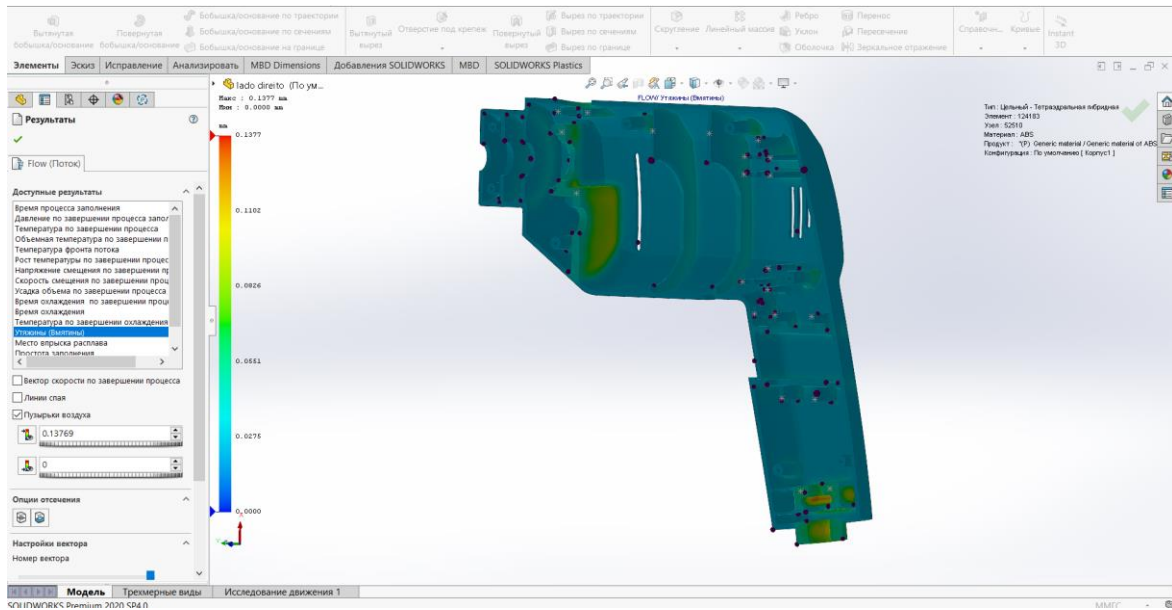 Вытянутая бобышка/основание
Повернутая бобышка/основание
Бобышка/основание по траектории
Бобышка/основание по сечениям
Бобышка/основание на границе
Вытянутый вырез
Отверстие под крепеж
Повернутый вырез
Вырез по траектории
Вырез по сечениям
Вырез по границе
Скругление
Линейный массив
Ребро
Уклон
Оболочка
Перенос
Пересечение
Зеркальное отражение
Справочн...
Кривые
Instant 3D
Элементы Эскиз Исправление Анализировать MBD Dimensions Добавления SOLIDWORKS MBD SOLIDWORKS Plastics
lado direito (По ум...
Макс : 0.1377 mm
Мин : 0.0000 mm
mm
0.1377
0.1102
0.0826
0.0551
0.0275
0.0000
FLOW/ Утяжины (Вмятины)
Тип : Цельный - Тетраэдральная гибридная
Элемент : 124183
Узел : 52510
Материал : ABS
Продукт : "(P) Generic material / Generic material of ABS
Конфигурация : По умолчанию [ Корпус1 ]
Результаты
Flow (Поток)
Доступные результаты
Время процесса заполнения
Давление по завершении процесса запол
Температура по завершении процесса
Объемная температура по завершении п
Температура фронта потока
Рост температуры по завершении процес
Напряжение смещения по завершении пр
Скорость смещения по завершении проц
Усадка объема по завершении процесса
Время охлаждения по завершении проце
Время охлаждения
Температура по завершении охлаждения
Утяжины (Вмятины)
Место впрыска расплава
Простота заполнения
Вектор скорости по завершении процесса
Линии спая
Пузырьки воздуха
0.13769
0
Опции отсечения
Настройки вектора
Номер вектора
Модель Трехмерные виды Исследование движения 1
SOLIDWORKS Premium 2020 SP4.0
ММГС